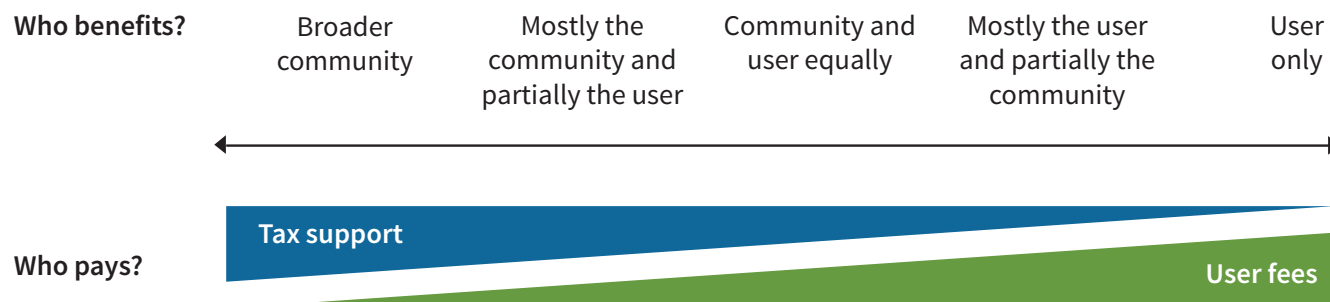 Who benefits?
Broader
community
Mostly the
community and
partially the user
Community and
user equally
Mostly the user
and partially the
community
User
only
Tax support
Who pays?
User fees